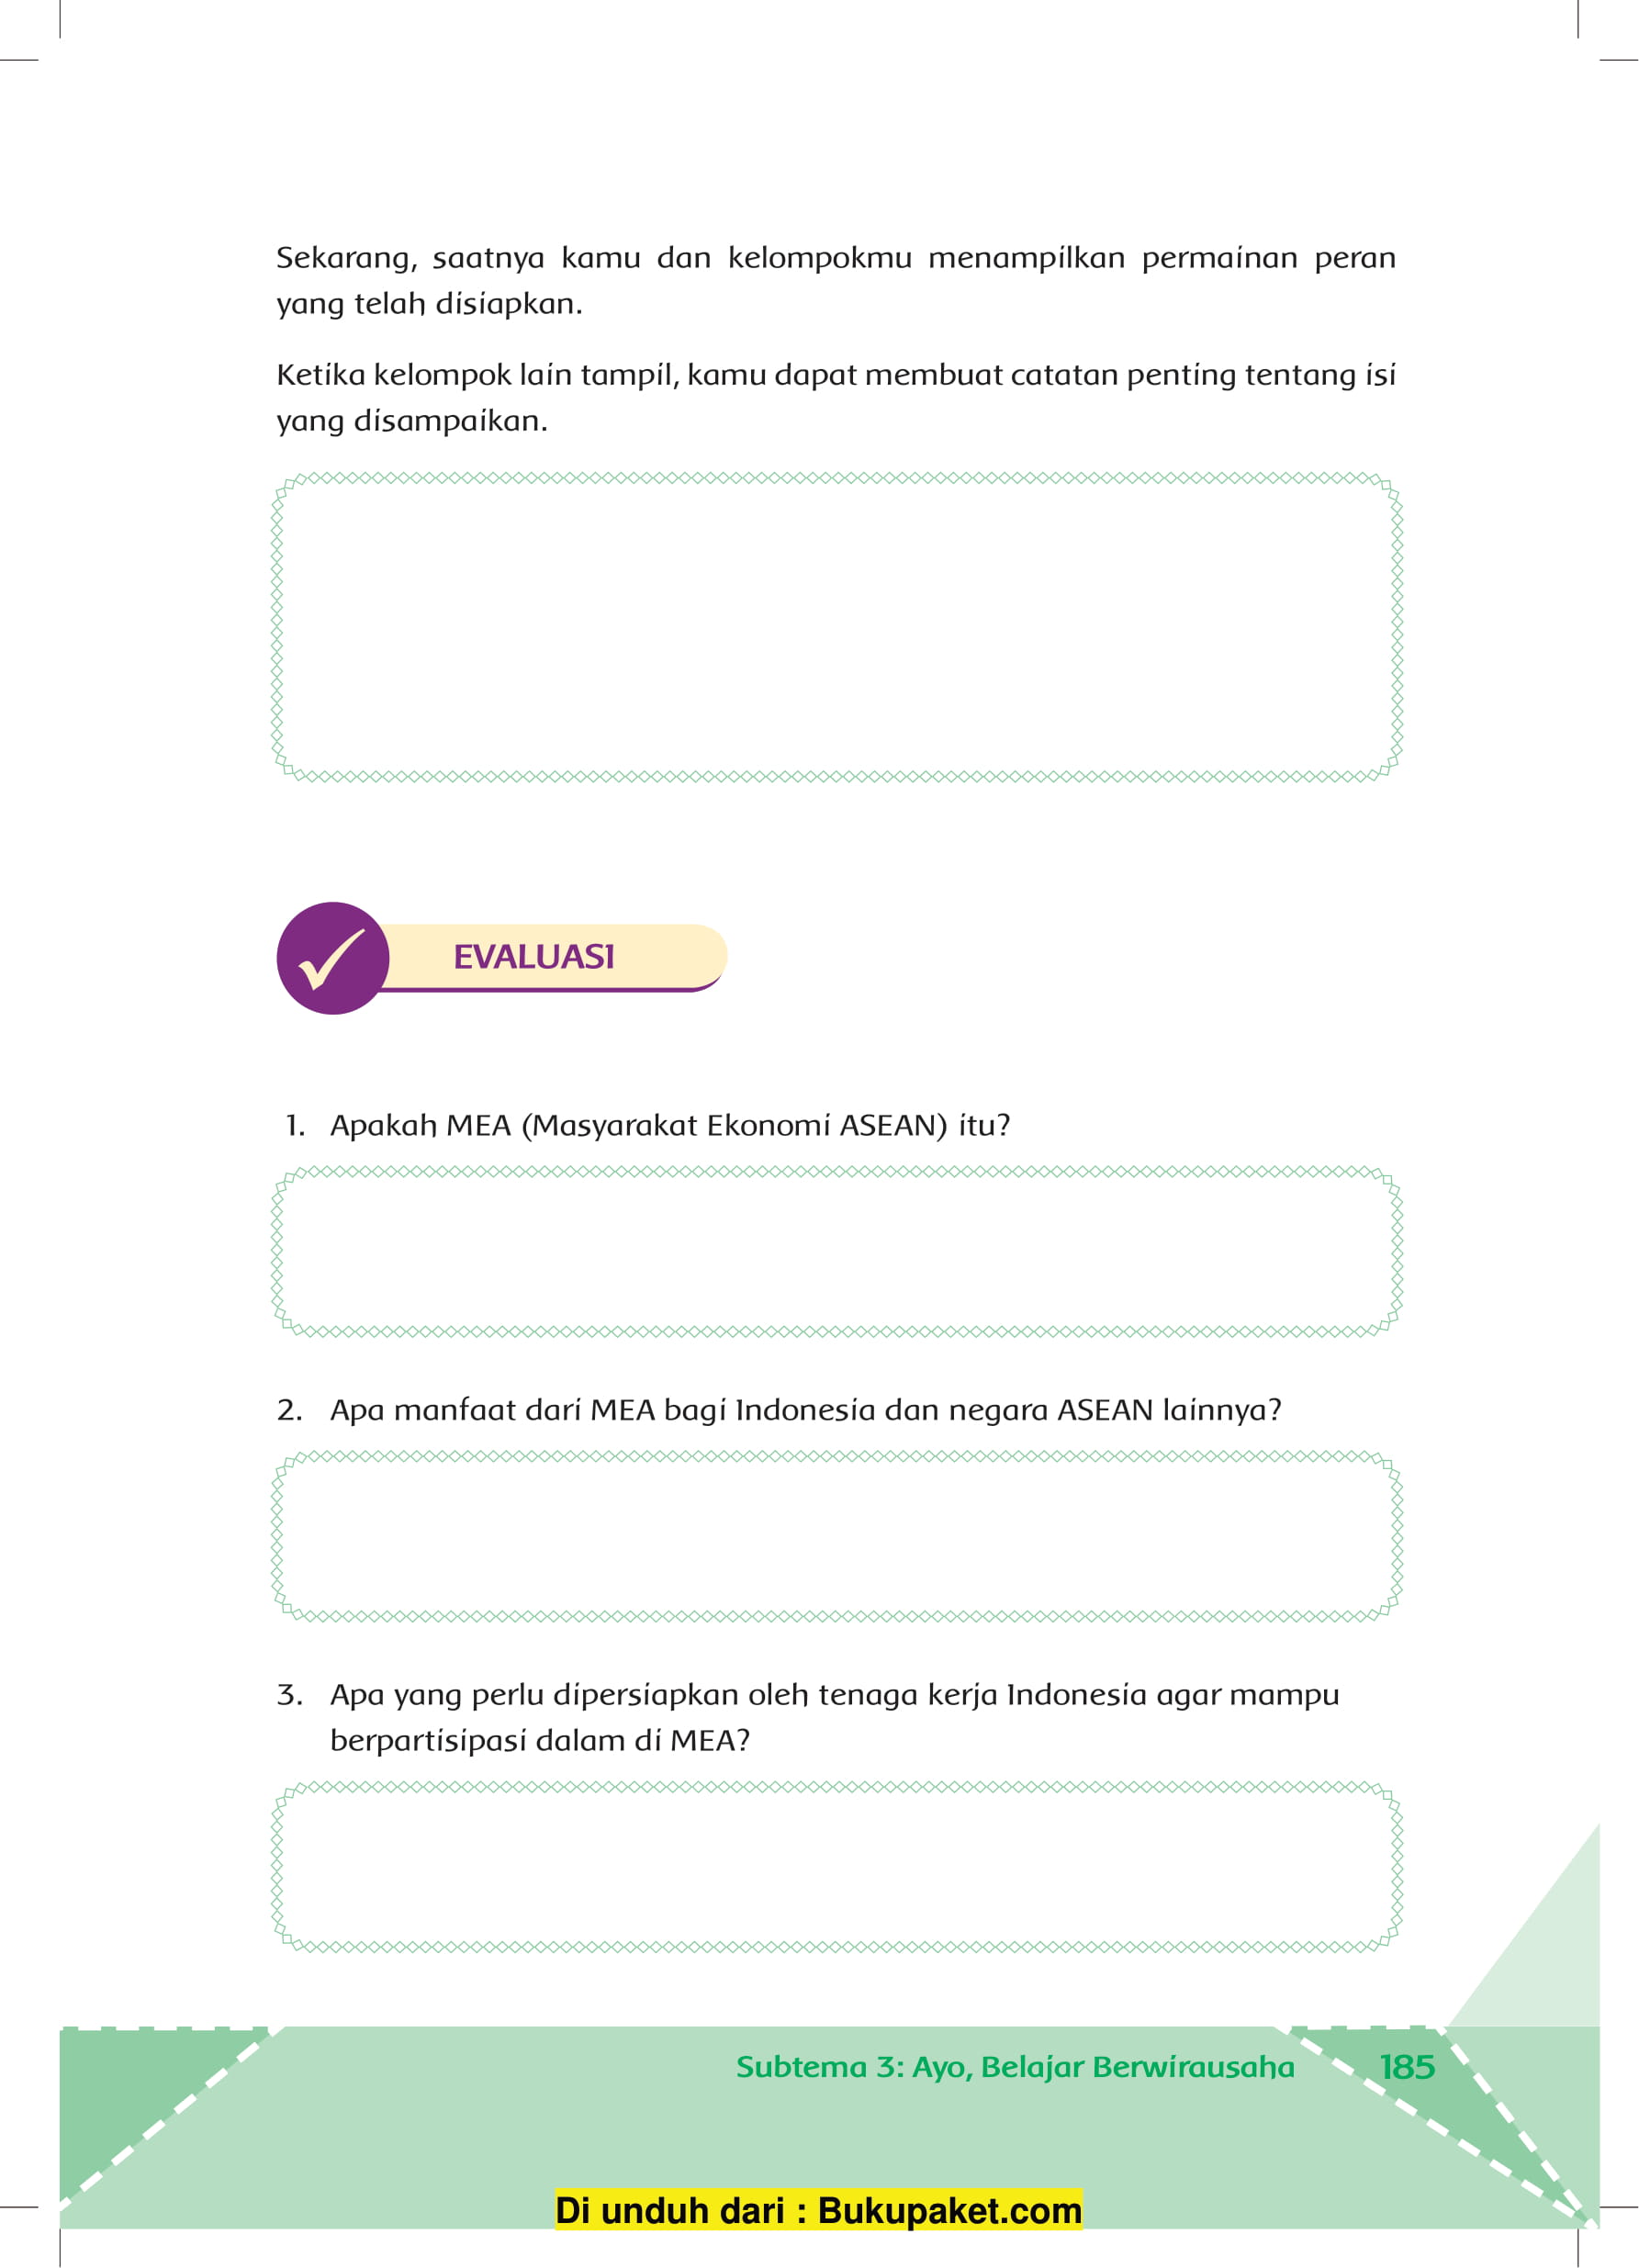 Sekarang, saatnya kamu dan kelompokmu menampilkan permainan peran
yang telah disiapkan.
Ketika kelompok lain tampil, kamu dapat membuat catatan penting tentang isi
yang disampaikan.
EVALUASI
1. Apakah MEA (Masyarakat Ekonomi ASEAN) itu?
2. Apa manfaat dari MEA bagi Indonesia dan negara ASEAN lainnya?
3. Apa yang perlu dipersiapkan oleh tenaga kerja Indonesia agar mampu
berpartisipasi dalam di MEA?
Subtema 3: Ayo, Belajar Berwirausaha 185
Di unduh dari : Bukupaket.com